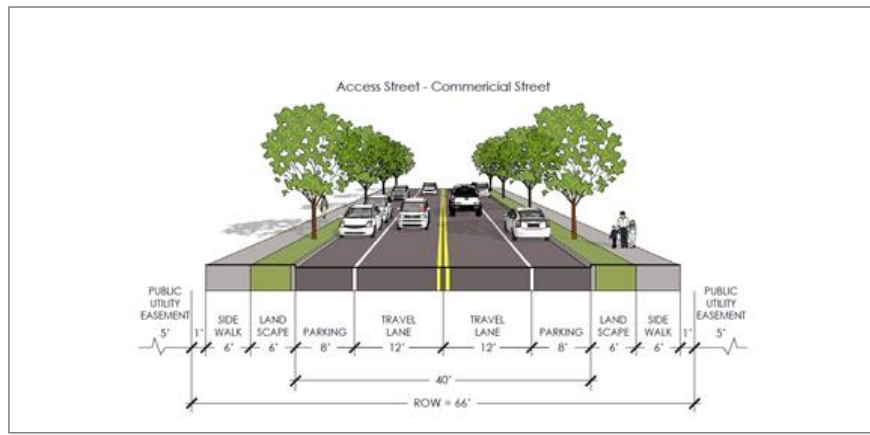 Access Street - Commericial Street
PUBLIC
UTILITY
EASEMENT
5'
1'
SIDE
WALK
6'
LAND
SCAPE
6'
PARKING
8'
TRAVEL
LANE
12'
TRAVEL
LANE
12'
PARKING
8'
LAND
SCAPE
6'
SIDE
WALK
6'
1'
PUBLIC
UTILITY
EASEMENT
5'
40'
ROW = 66'